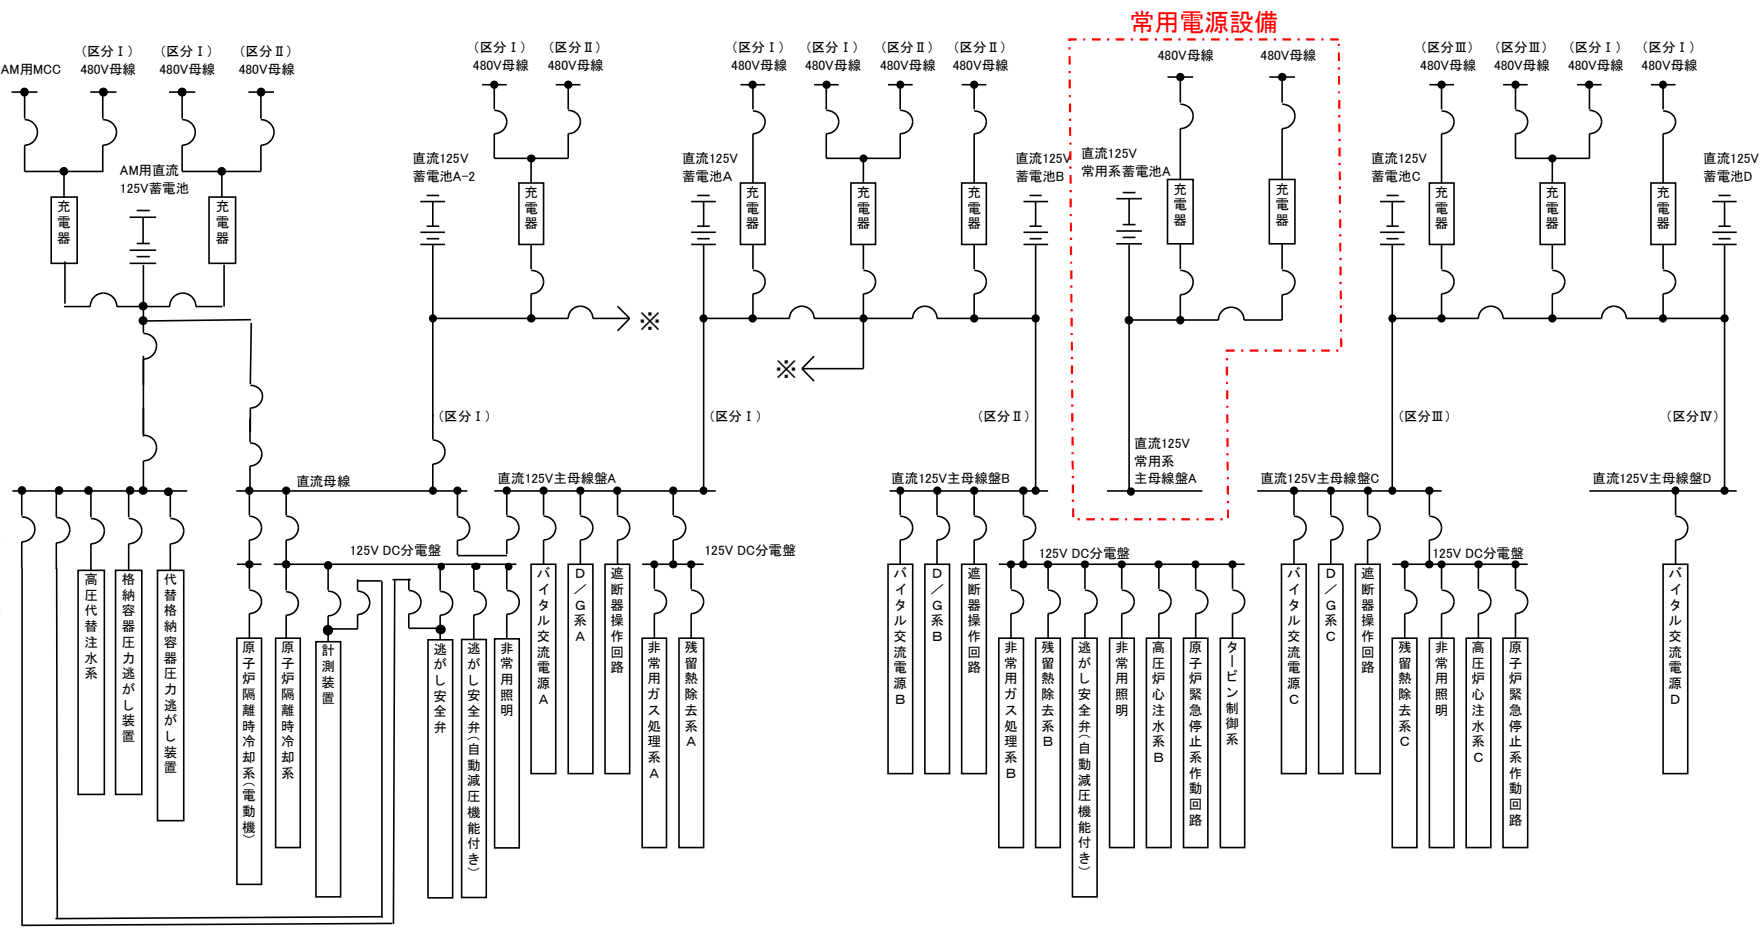 常用電源設備
(区分Ⅰ)
(区分Ⅰ)
(区分Ⅱ)
AM用MCC
480V母線
480V母線
480V母線
(区分Ⅰ)
(区分Ⅱ)
480V母線
480V母線
(区分Ⅰ)
(区分Ⅰ)
(区分Ⅱ)
(区分Ⅱ)
480V母線
480V母線
480V母線
480V母線
480V母線
480V母線
(区分Ⅲ)
(区分Ⅲ)
(区分Ⅰ)
(区分Ⅰ)
480V母線
480V母線
480V母線
480V母線
AM用直流
125V蓄電池
直流125V
蓄電池A-2
直流125V
蓄電池A
直流125V
蓄電池B
直流125V
常用系蓄電池A
直流125V
蓄電池C
直流125V
蓄電池D
充電器
充電器
充電器
充電器
充電器
充電器
充電器
充電器
充電器
充電器
充電器
※
※
(区分Ⅰ)
(区分Ⅰ)
(区分Ⅱ)
(区分Ⅲ)
(区分Ⅳ)
直流母線
直流125V主母線盤A
直流125V主母線盤B
直流125V
常用系
主母線盤A
直流125V主母線盤C
直流125V主母線盤D
125V DC分電盤
125V DC分電盤
125V DC分電盤
125V DC分電盤
高圧代替注水系
格納容器圧力逃がし装置
代替格納容器圧力逃がし装置
原子炉隔離時冷却系(電動機)
原子炉隔離時冷却系
計測装置
逃がし安全弁
逃がし安全弁(自動減圧機能付き)
非常用照明
バイタル交流電源A
D/G系A
遮断器操作回路
非常用ガス処理系A
残留熱除去系A
バイタル交流電源B
D/G系B
遮断器操作回路
非常用ガス処理系B
残留熱除去系B
逃がし安全弁(自動減圧機能付き)
非常用照明
高圧炉心注水系B
原子炉緊急停止系作動回路
タービン制御系
バイタル交流電源C
D/G系C
遮断器操作回路
残留熱除去系C
非常用照明
高圧炉心注水系C
原子炉緊急停止系作動回路
バイタル交流電源D